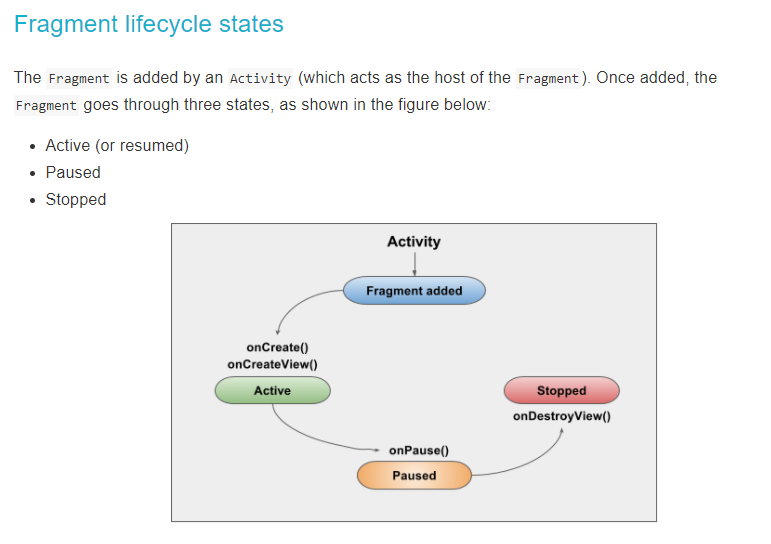 Fragment lifecycle states
The Fragment is added by an Activity (which acts as the host of the Fragment). Once added, the
Fragment goes through three states, as shown in the figure below:
• Active (or resumed)
• Paused
• Stopped
Activity
Fragment added
onCreate()
onCreateView()
Active
Stopped
onDestroyView()
onPause()
Paused